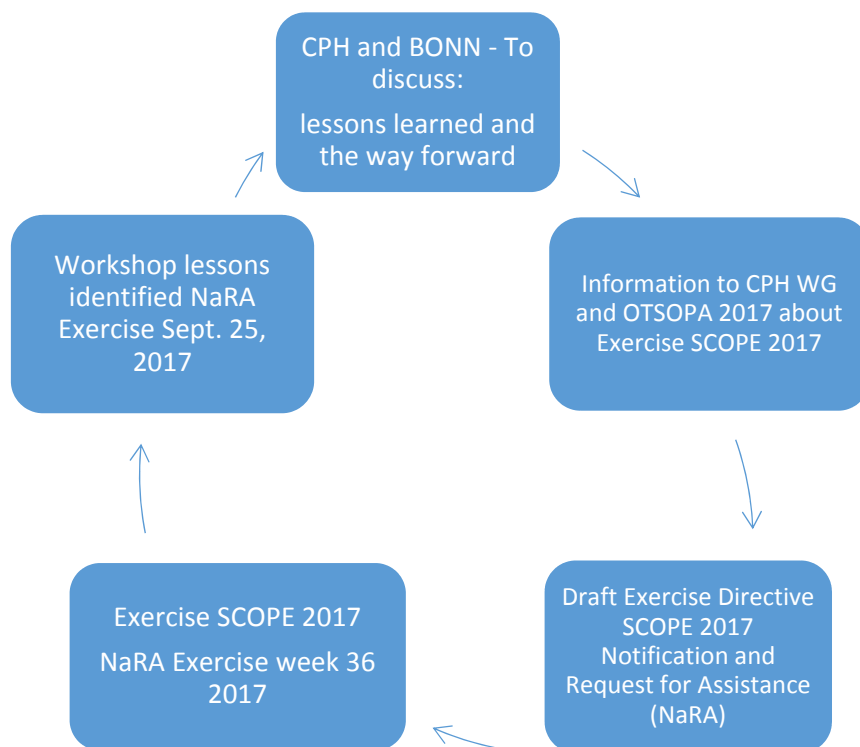 CPH and BONN - To
discuss:
lessons learned and
the way forward
Information to CPH WG
and OTSOPA 2017 about
Exercise SCOPE 2017
Draft Exercise Directive
SCOPE 2017
Notification and
Request for Assistance
(NaRA)
Exercise SCOPE 2017
NaRA Exercise week 36
2017
Workshop lessons
identified NaRA
Exercise Sept. 25,
2017